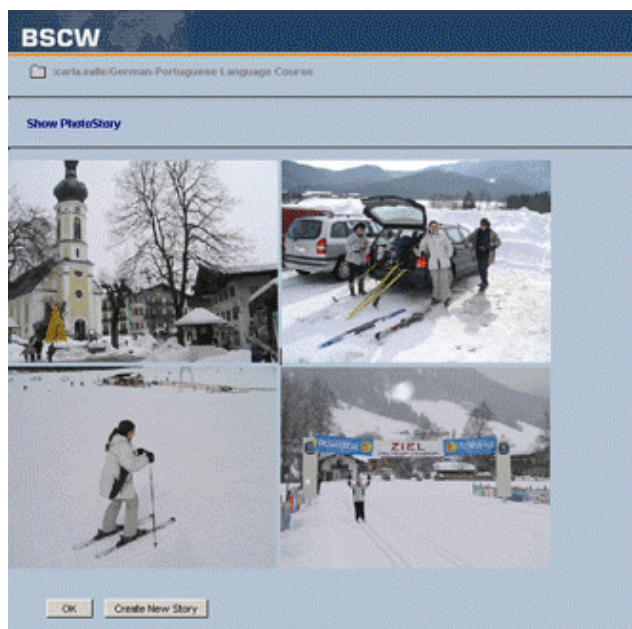 BSCW
:carla.valle/German-Portuguese Language Course
Show PhotoStory
ZIEL
OK
Create New Story